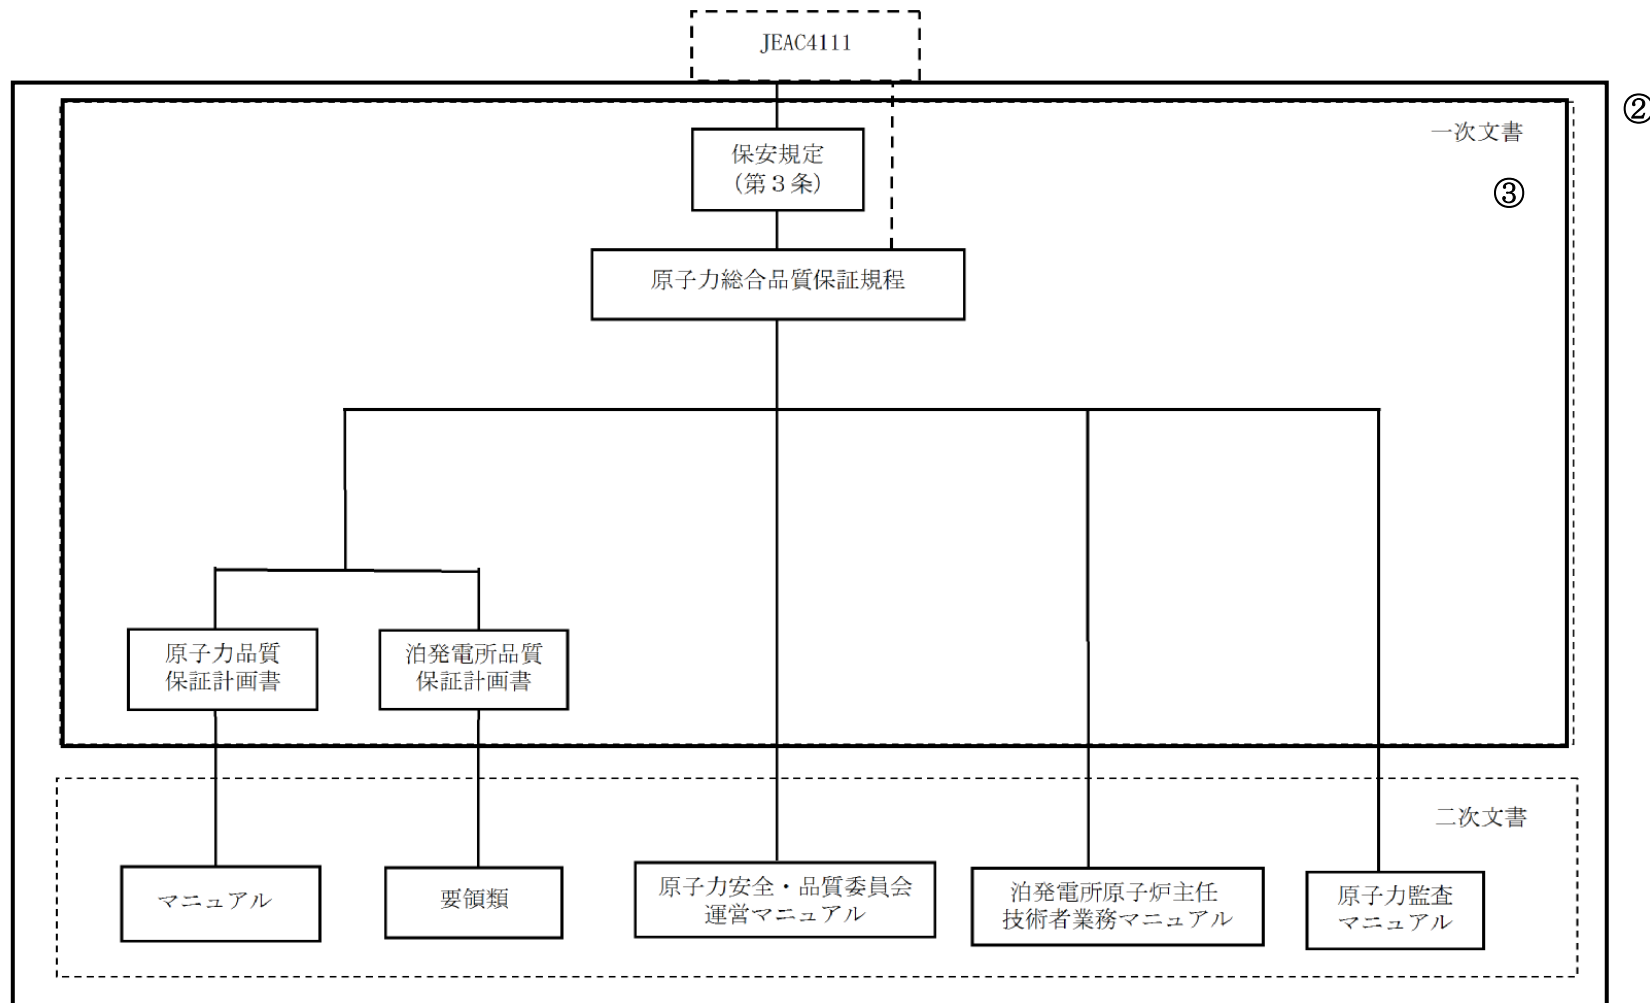 JEAC4111
②
一次文書
保安規定
(第３条)
③
原子力総合品質保証規程
原子力品質
保証計画書
泊発電所品質
保証計画書
二次文書
マニュアル
要領類
原子力安全・品質委員会
運営マニュアル
泊発電所原子炉主任
技術者業務マニュアル
原子力監査
マニュアル